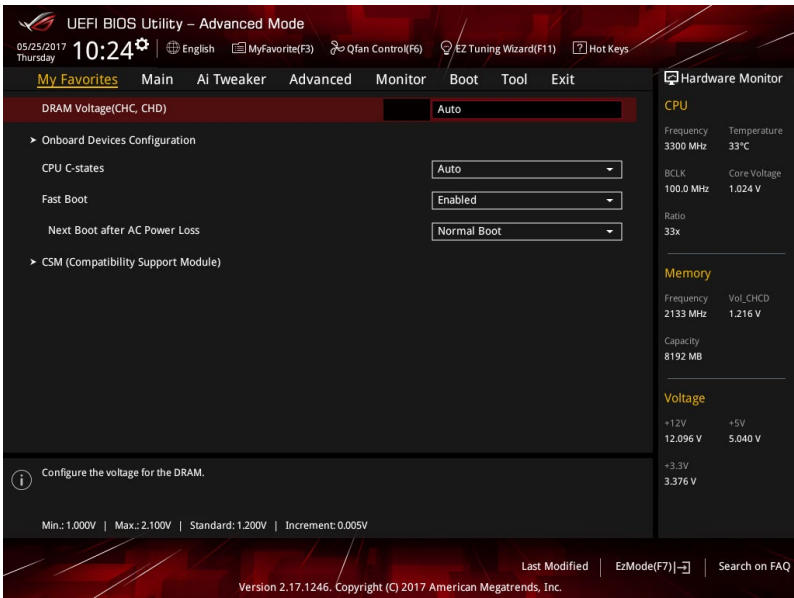 UEFI BIOS Utility – Advanced Mode
05/25/2017 Thursday 10:24 English MyFavorite(F3) Qfan Control(F6) EZ Tuning Wizard(F11) ? Hot Keys
My Favorites Main Ai Tweaker Advanced Monitor Boot Tool Exit
DRAM Voltage(CHC, CHD) Auto
> Onboard Devices Configuration
CPU C-states Auto
Fast Boot Enabled
Next Boot after AC Power Loss Normal Boot
> CSM (Compatibility Support Module)
Hardware Monitor
CPU
Frequency Temperature
3300 MHz 33°C
BCLK Core Voltage
100.0 MHz 1.024 V
Ratio
33x
Memory
Frequency Vol_CHCD
2133 MHz 1.216 V
Capacity
8192 MB
Voltage
+12V +5V
12.096 V 5.040 V
+3.3V
3.376 V
i Configure the voltage for the DRAM.
Min.: 1.000V | Max.: 2.100V | Standard: 1.200V | Increment: 0.005V
Last Modified EzMode(F7)| Search on FAQ
Version 2.17.1246. Copyright (C) 2017 American Megatrends, Inc.